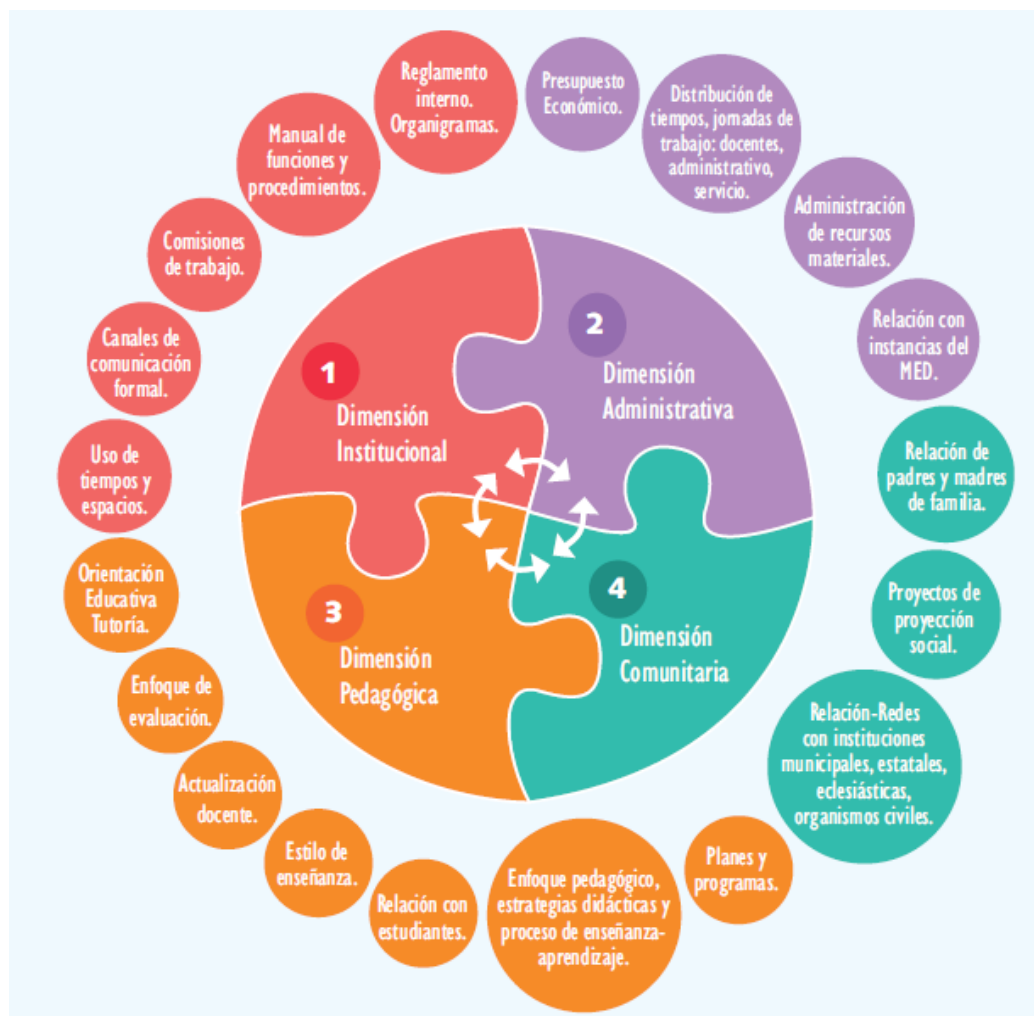 Reglamento
interno.
Organigramas.
Presupuesto
Económico.
Distribución de
tiempos, jornadas de
trabajo: docentes,
administrativo,
servicio.
Manual de
funciones y
procedimientos.
Administración
de recursos
materiales.
Comisiones
de trabajo.
Relación con
instancias del
MED.
Canales de
comunicación
formal.
Relación de
padres y madres
de familia.
Uso de
tiempos y
espacios.
Proyectos de
proyección
social.
Orientación
Educativa
Tutoría.
Relación-Redes
con instituciones
municipales, estatales,
eclesiásticas,
organismos civiles.
Enfoque de
evaluación.
Actualización
docente.
Estilo de
enseñanza.
Relación con
estudiantes.
Enfoque pedagógico,
estrategias didácticas y
proceso de enseñanza-
aprendizaje.
Planes y
programas.
1
Dimensión
Institucional
2
Dimensión
Administrativa
3
Dimensión
Pedagógica
4
Dimensión
Comunitaria